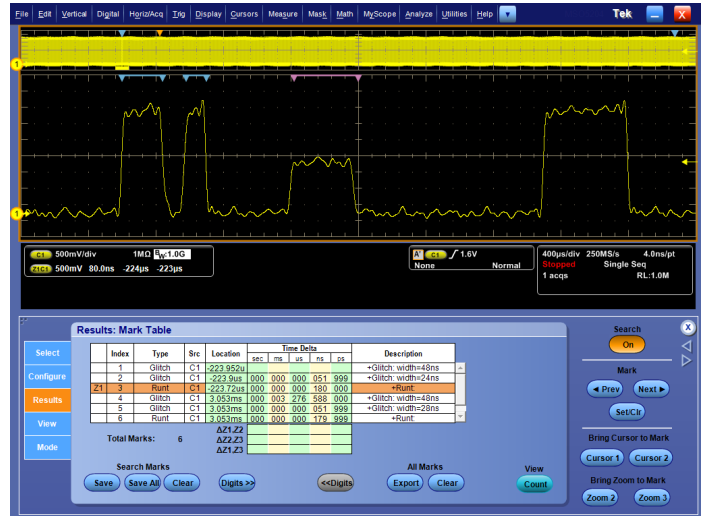 File Edit Vertical Digital Horiz/Acq Trig Display Cursors Measure Mask Math MyScope Analyze Utilities Help Tek X
1
1
C1 500mV/div 1MΩ BW:1.0G
Z1C1 500mV 80.0ns -224µs -223µs
A' C1 1.6V
None Normal
400µs/div 250MS/s 4.0ns/pt
Stopped Single Seq
1 acqs RL:1.0M
Results: Mark Table
Select
Configure
Results
View
Mode
Index Type Src Location Time Delta Description
sec ms us ns ps
1 Glitch C1 -223.952u +Glitch: width=48ns
2 Glitch C1 -223.9us 000 000 000 051 999 +Glitch: width=24ns
Z1 3 Runt C1 -223.72us 000 000 000 180 000 +Runt:
4 Glitch C1 3.053ms 000 003 276 588 000 +Glitch: width=48ns
5 Glitch C1 3.053ms 000 000 000 051 999 +Glitch: width=28ns
6 Runt C1 3.053ms 000 000 000 179 999 +Runt:
Total Marks: 6
ΔZ1,Z2
ΔZ2,Z3
ΔZ1,Z3
Search Marks
Save Save All Clear Digits >> <<Digits
All Marks
Export Clear
View
Count
Search
On
X
Mark
Prev Next
Set/Clr
Bring Cursor to Mark
Cursor 1 Cursor 2
Bring Zoom to Mark
Zoom 2 Zoom 3